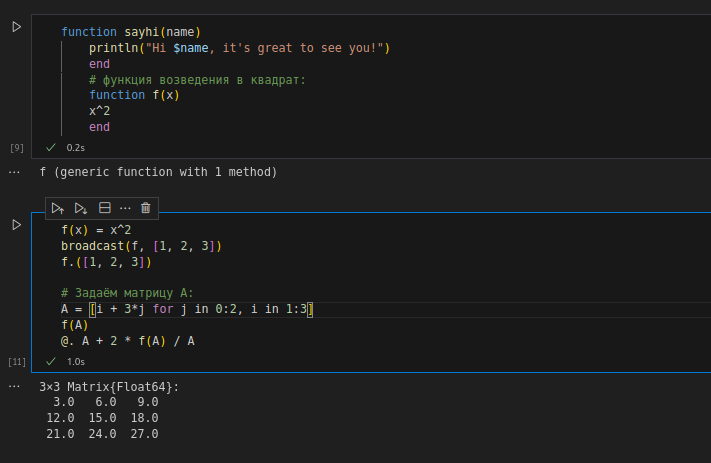 function sayhi(name)
println("Hi $name, it's great to see you!")
end
# функция возведения в квадрат:
function f(x)
x^2
end
[9]
0.2s
f (generic function with 1 method)
f(x) = x^2
broadcast(f, [1, 2, 3])
f.([1, 2, 3])
# Задаём матрицу A:
A = [i + 3*j for j in 0:2, i in 1:3]
f(A)
@. A + 2 * f(A) / A
[11]
1.0s
3×3 Matrix{Float64}:
3.0 6.0 9.0
12.0 15.0 18.0
21.0 24.0 27.0